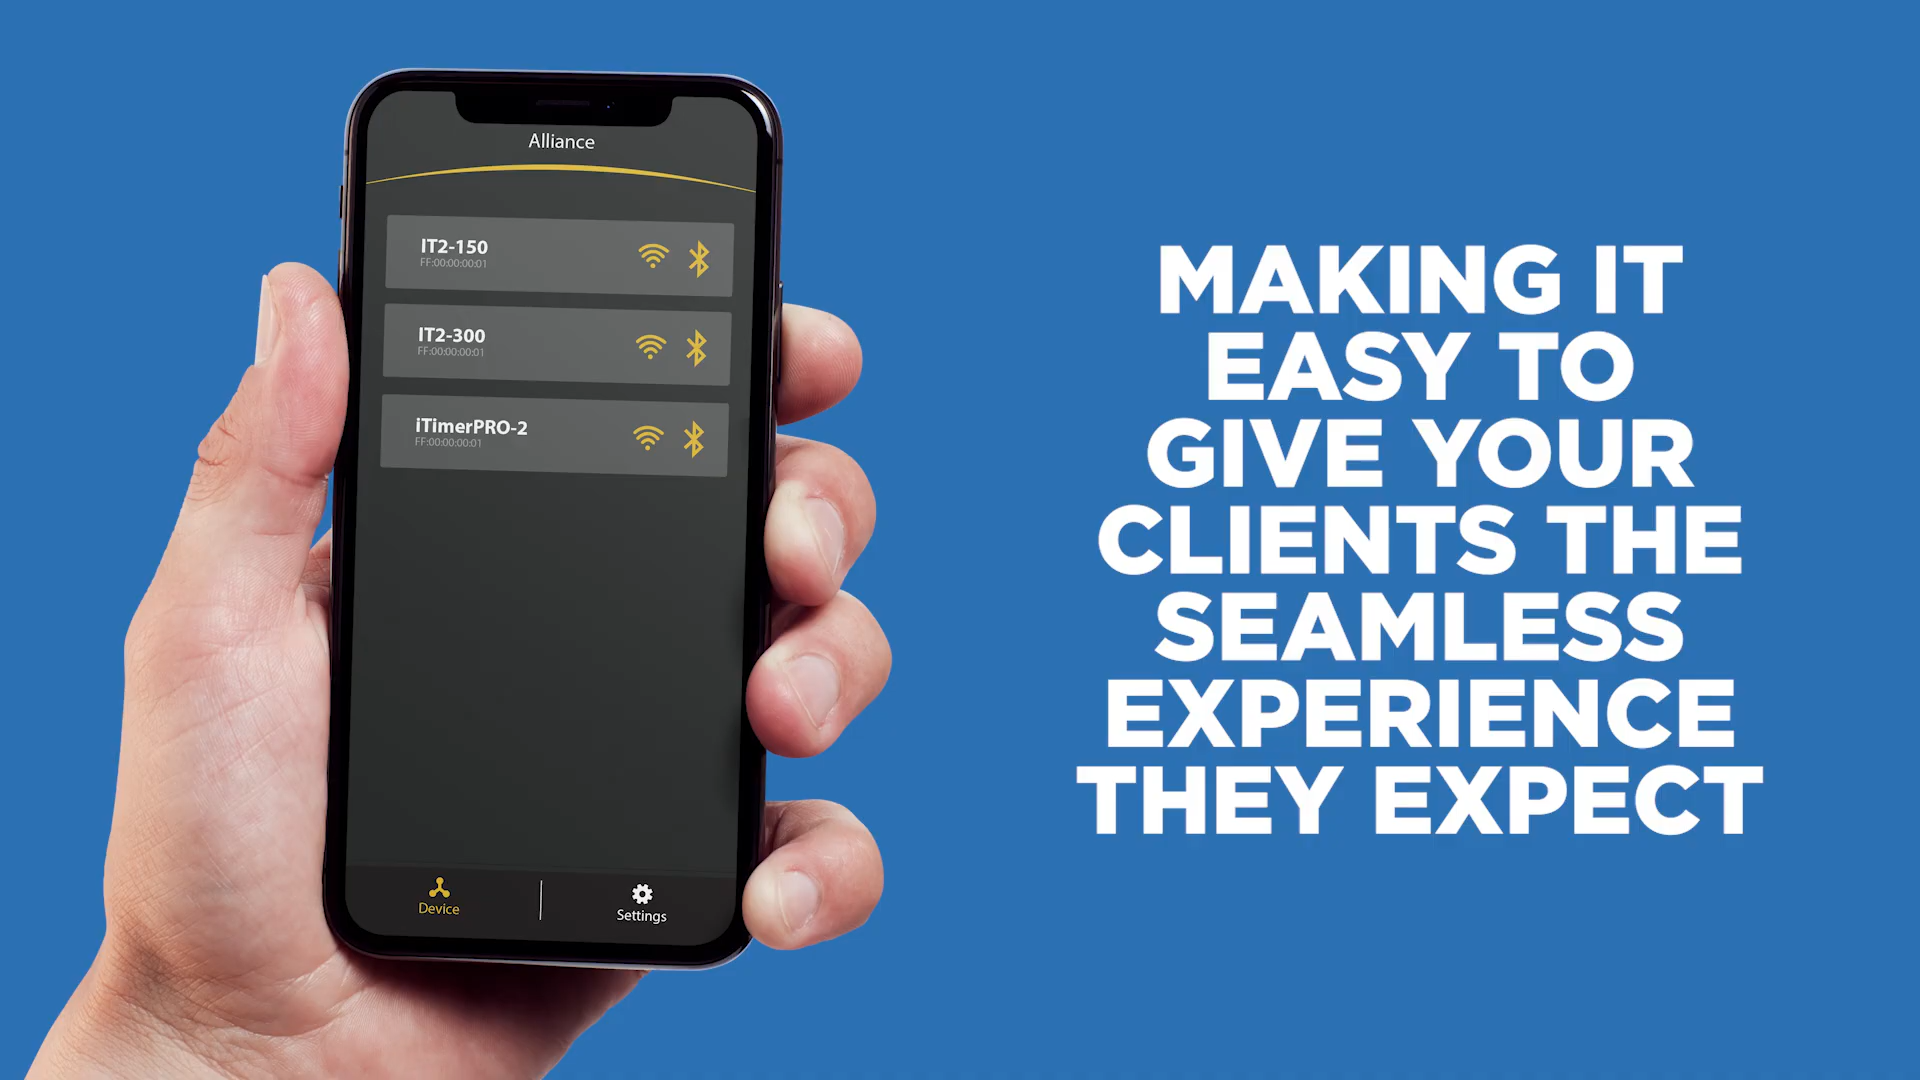 Alliance
IT2-150
FF:00:00:00:01
IT2-300
FF:00:00:00:01
iTimerPRO-2
FF:00:00:00:01
Device
Settings
MAKING IT
EASY TO
GIVE YOUR
CLIENTS THE
SEAMLESS
EXPERIENCE
THEY EXPECT